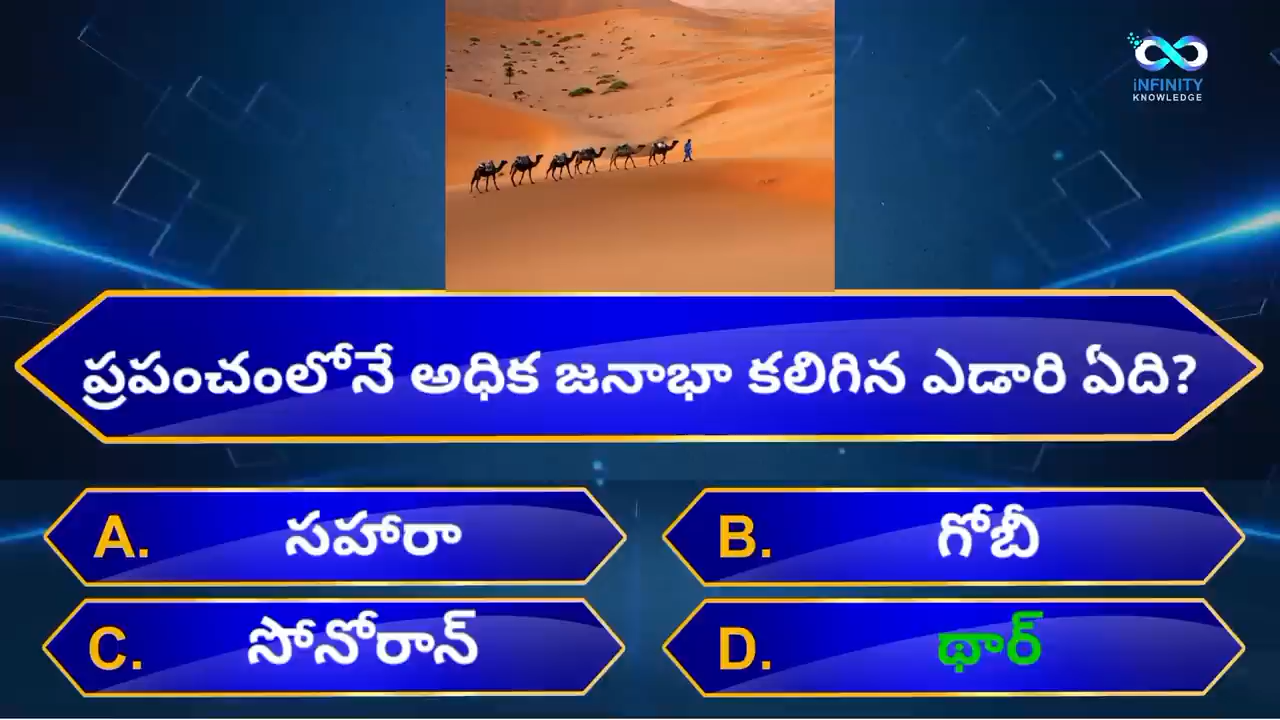 iNFINITY
KNOWLEDGE
ప్రపంచంలోనే అధిక జనాభా కలిగిన ఎడారి ఏది?
A. సహారా
B. గోబీ
C. సోనోరాన్
D. థార్